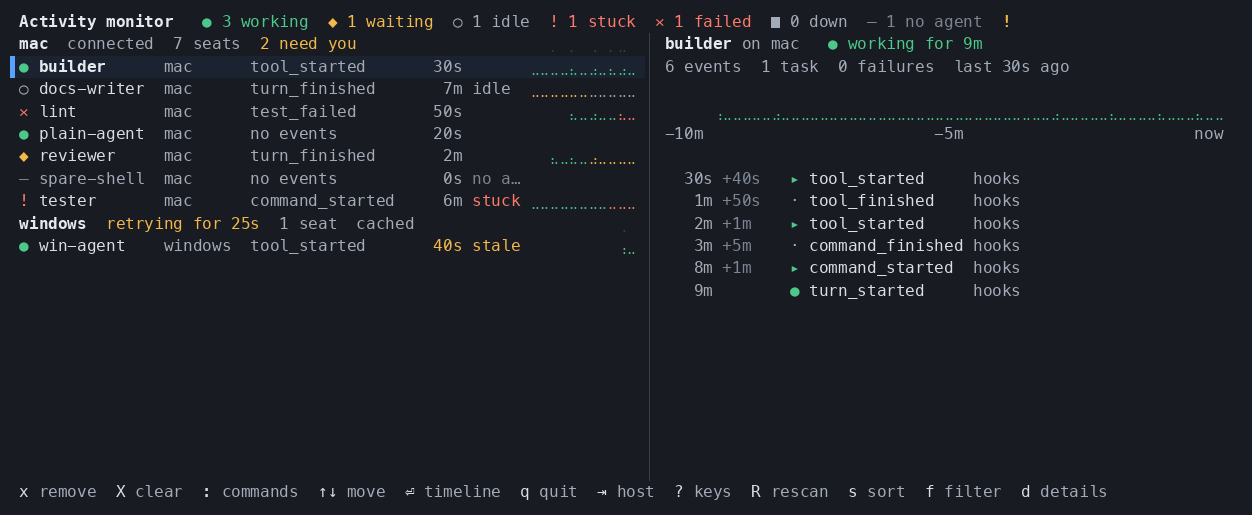 Activity monitor ● 3 working ◆ 1 waiting ○ 1 idle ! 1 stuck ✕ 1 failed ■ 0 down – 1 no agent !
mac connected 7 seats 2 need you
● builder mac tool_started 30s
○ docs–writer mac turn_finished 7m idle
✕ lint mac test_failed 50s
● plain–agent mac no events 20s
◆ reviewer mac turn_finished 2m
– spare–shell mac no events 0s no a…
! tester mac command_started 6m stuck
windows retrying for 25s 1 seat cached
● win–agent windows tool_started 40s stale
builder on mac ● working for 9m
6 events 1 task 0 failures last 30s ago
–10m –5m now
30s +40s ▸ tool_started hooks
1m +50s · tool_finished hooks
2m +1m ▸ tool_started hooks
3m +5m · command_finished hooks
8m +1m ▸ command_started hooks
9m ● turn_started hooks
x remove X clear : commands ↑↓ move ⏎ timeline q quit ⇥ host ? keys R rescan s sort f filter d details